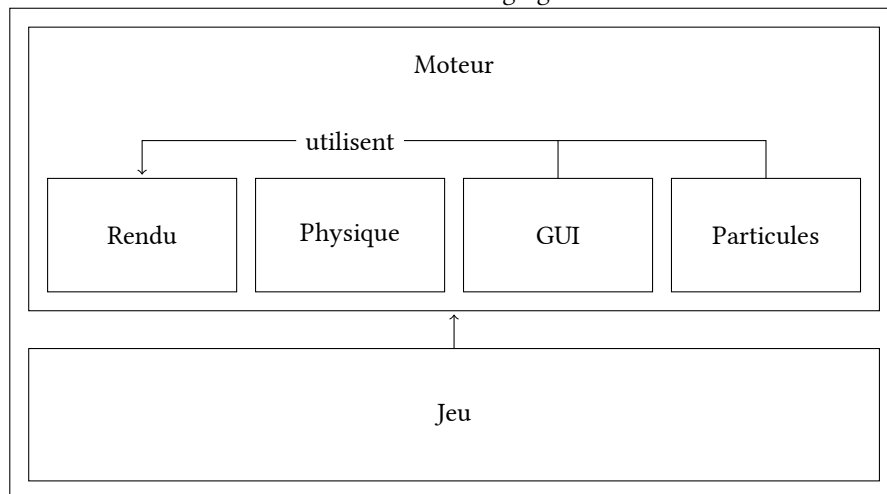 Moteur
utilisent
Rendu
Physique
GUI
Particules
Jeu